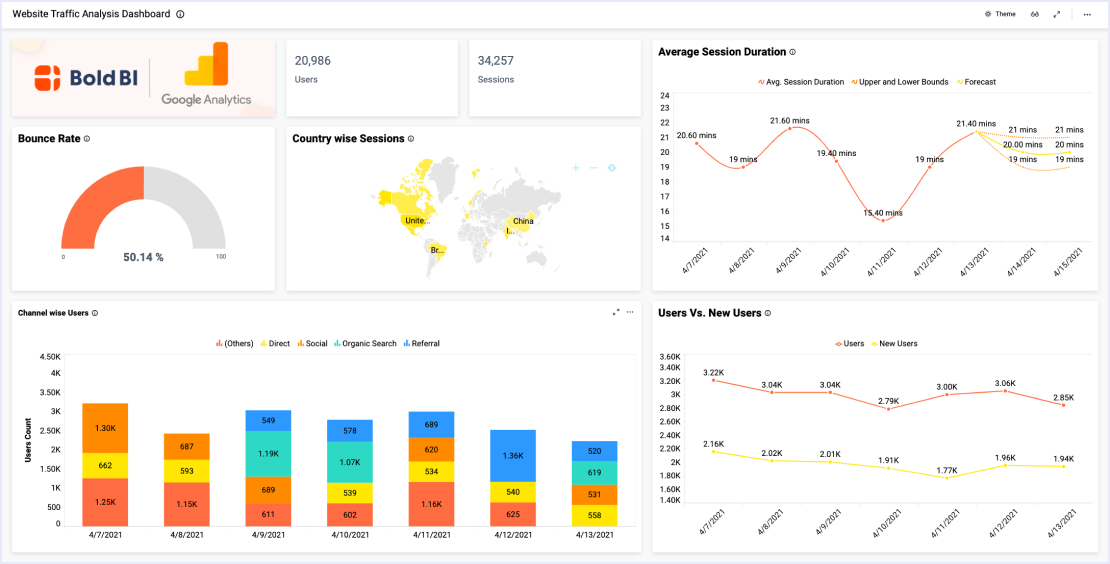 Website Traffic Analysis Dashboard
Theme
Bold BI
Google Analytics
20,986
Users
34,257
Sessions
Average Session Duration
Avg. Session Duration Upper and Lower Bounds Forecast
24
23
22
21
20
19
18
17
16
15
14
20.60 mins
19 mins
21.60 mins
19.40 mins
15.40 mins
19 mins
21.40 mins
21 mins
21 mins
20.00 mins
20 mins
19 mins
19 mins
4/7/2021 4/8/2021 4/9/2021 4/10/2021 4/11/2021 4/12/2021 4/13/2021 4/14/2021 4/15/2021
Bounce Rate
0 50.14 % 100
Country wise Sessions
Unite...
China
I...
Br...
Channel wise Users
(Others) Direct Social Organic Search Referral
Users Count
4.50K
4K
3.50K
3K
2.50K
2K
1.50K
1K
500
0
1.30K
662
1.25K
687
593
1.15K
549
1.19K
689
611
578
1.07K
539
602
689
620
534
1.16K
1.36K
540
625
520
619
531
558
4/7/2021 4/8/2021 4/9/2021 4/10/2021 4/11/2021 4/12/2021 4/13/2021
Users Vs. New Users
Users New Users
3.60K
3.40K
3.20K
3K
2.80K
2.60K
2.40K
2.20K
2K
1.80K
1.60K
1.40K
3.22K
3.04K
3.04K
2.79K
3.00K
3.06K
2.85K
2.16K
2.02K
2.01K
1.91K
1.77K
1.96K
1.94K
4/7/2021 4/8/2021 4/9/2021 4/10/2021 4/11/2021 4/12/2021 4/13/2021